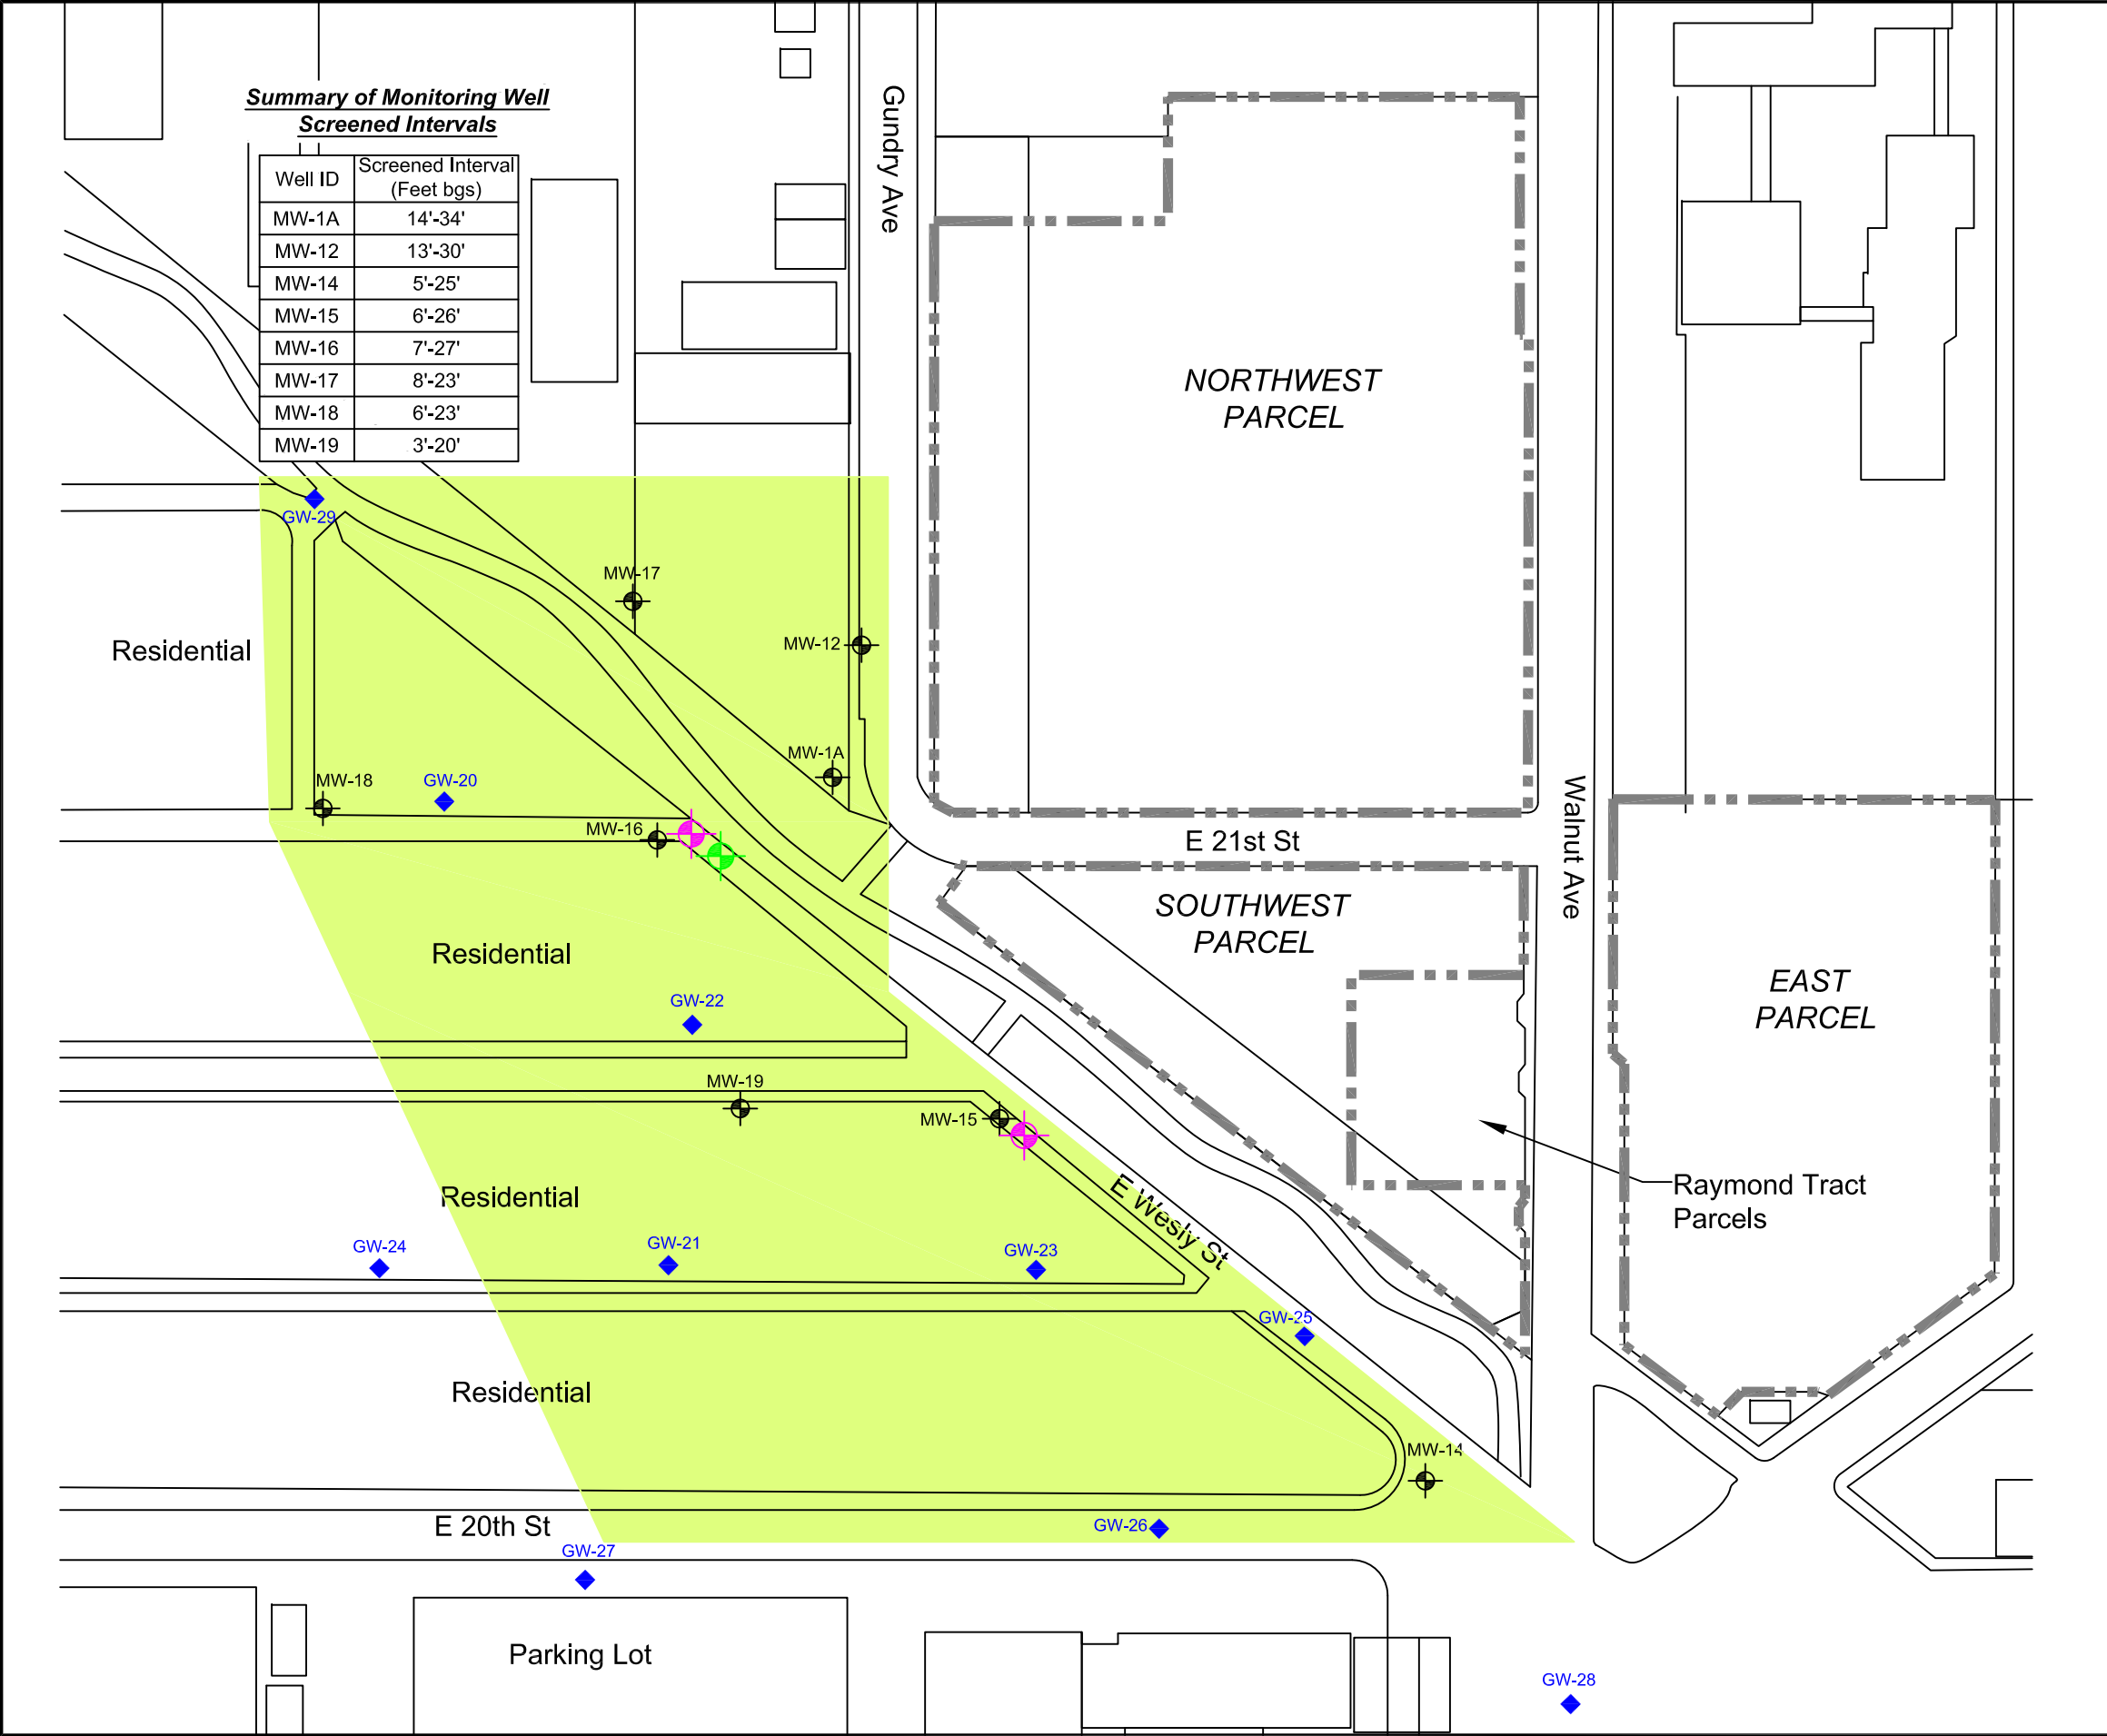 Summary of Monitoring Well
Screened Intervals
Well ID
Screened Interval
(Feet bgs)
MW-1A 14'-34'
MW-12 13'-30'
MW-14 5'-25'
MW-15 6'-26'
MW-16 7'-27'
MW-17 8'-23'
MW-18 6'-23'
MW-19 3'-20'
Gundry Ave
NORTHWEST
PARCEL
GW-29
MW-17
MW-12
Residential
MW-1A
MW-18
GW-20
MW-16
E 21st St
Walnut Ave
SOUTHWEST
PARCEL
Residential
EAST
PARCEL
GW-22
MW-19
MW-15
Residential
E Wesly St
Raymond Tract
Parcels
GW-24
GW-21
GW-23
GW-25
Residential
MW-14
E 20th St
GW-26
GW-27
Parking Lot
GW-28